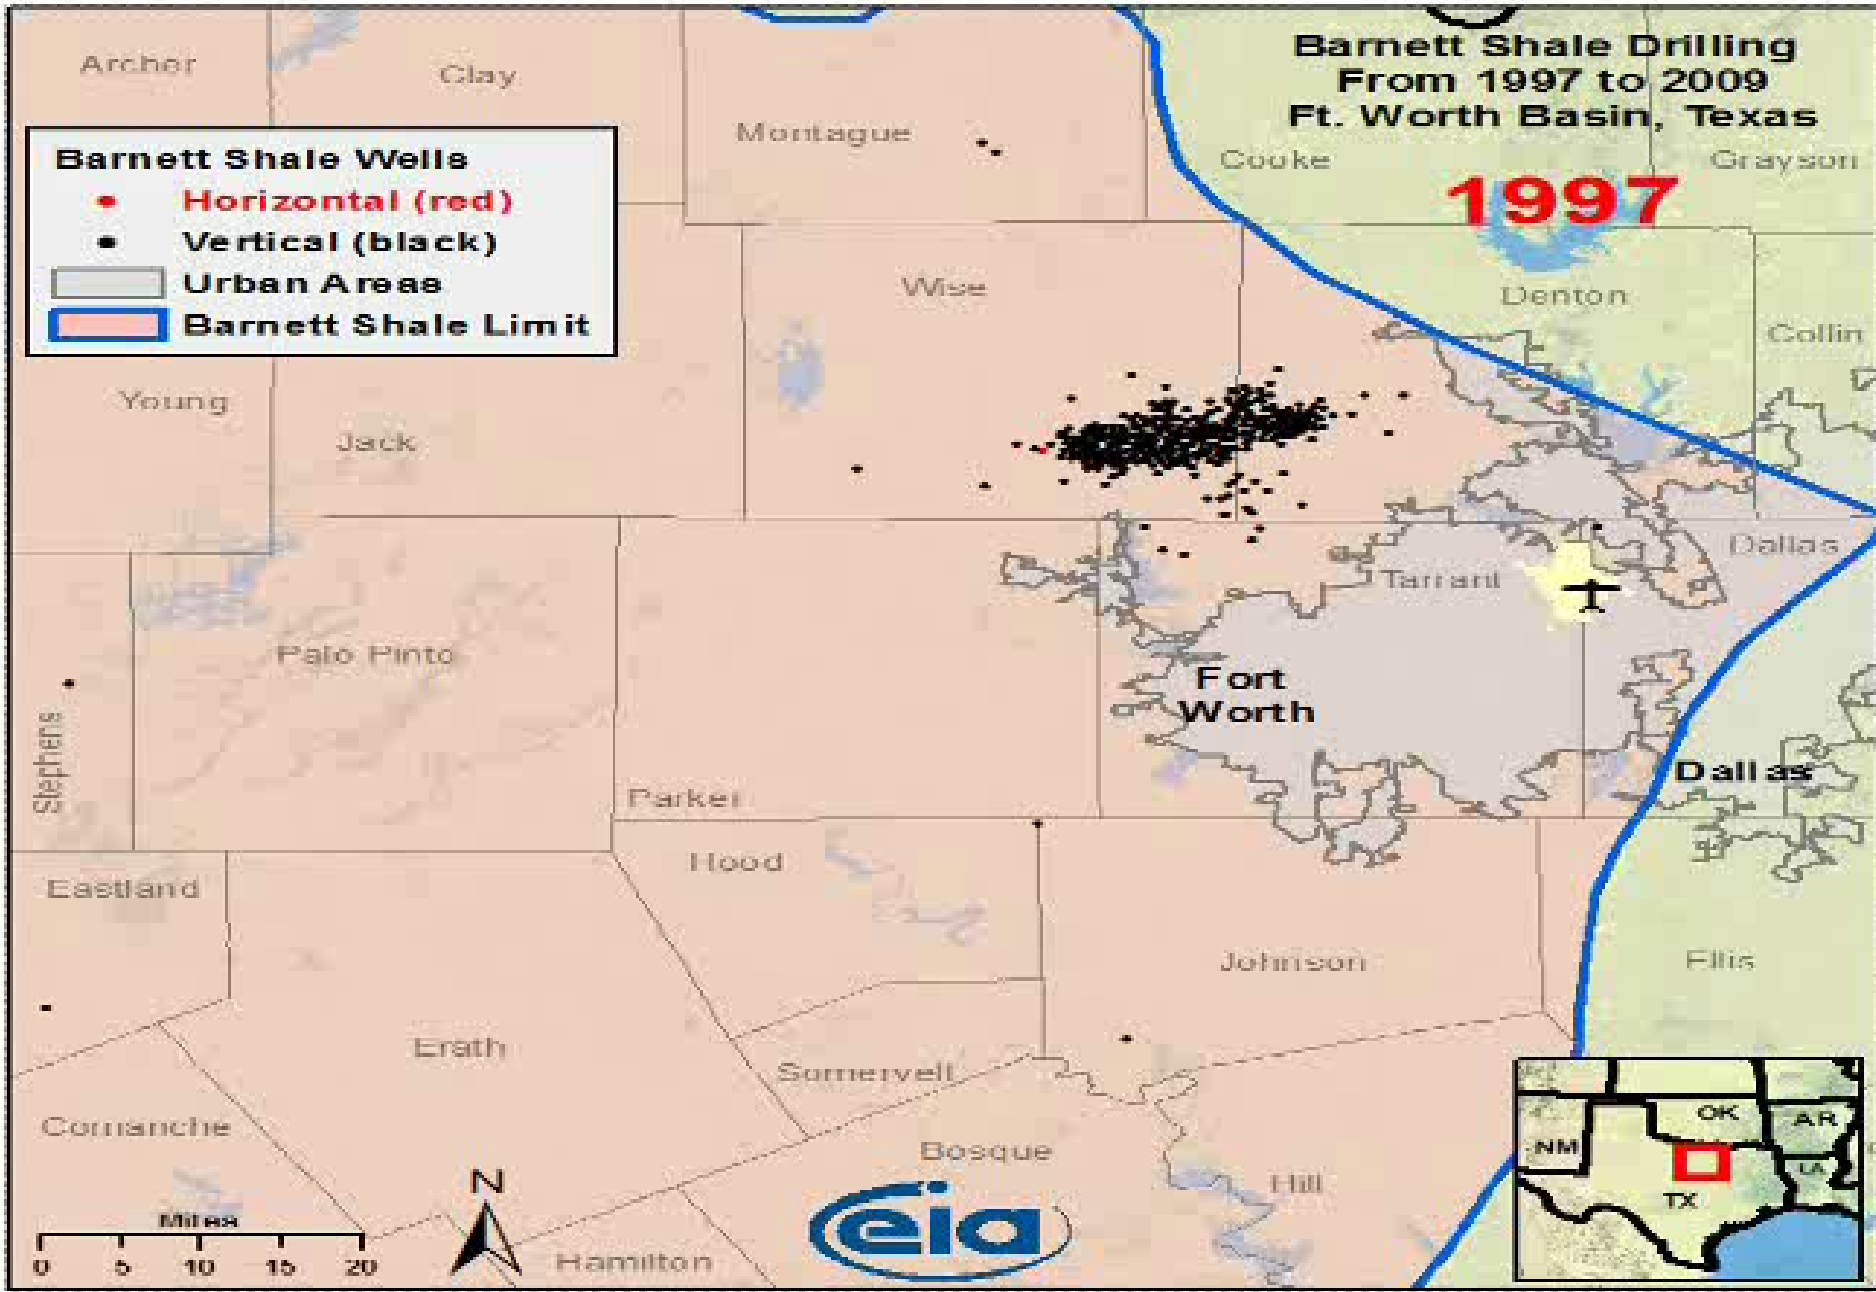 Barnett Shale Drilling
From 1997 to 2009
Ft. Worth Basin, Texas
1997
Barnett Shale Wells
Horizontal (red)
Vertical (black)
Urban Areas
Barnett Shale Limit
Archer
Clay
Montague
Cooke
Grayson
Wise
Denton
Collin
Young
Jack
Dallas
Tarrant
Palo Pinto
Fort
Worth
Stephens
Dallas
Parker
Hood
Eastland
Johnson
Ellis
Erath
Somervell
Comanche
Bosque
Hill
Hamilton
N
Miles
0 5 10 15 20
eia
OK
AR
NM
LA
TX